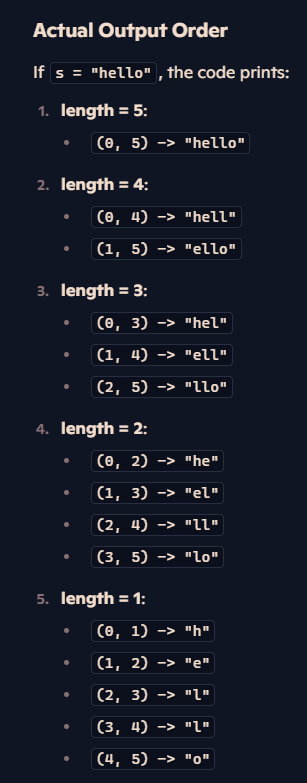 Actual Output Order
If s = "hello", the code prints:
1. length = 5:
• (0, 5) -> "hello"
2. length = 4:
• (0, 4) -> "hell"
• (1, 5) -> "ello"
3. length = 3:
• (0, 3) -> "hel"
• (1, 4) -> "ell"
• (2, 5) -> "llo"
4. length = 2:
• (0, 2) -> "he"
• (1, 3) -> "el"
• (2, 4) -> "ll"
• (3, 5) -> "lo"
5. length = 1:
• (0, 1) -> "h"
• (1, 2) -> "e"
• (2, 3) -> "l"
• (3, 4) -> "l"
• (4, 5) -> "o"